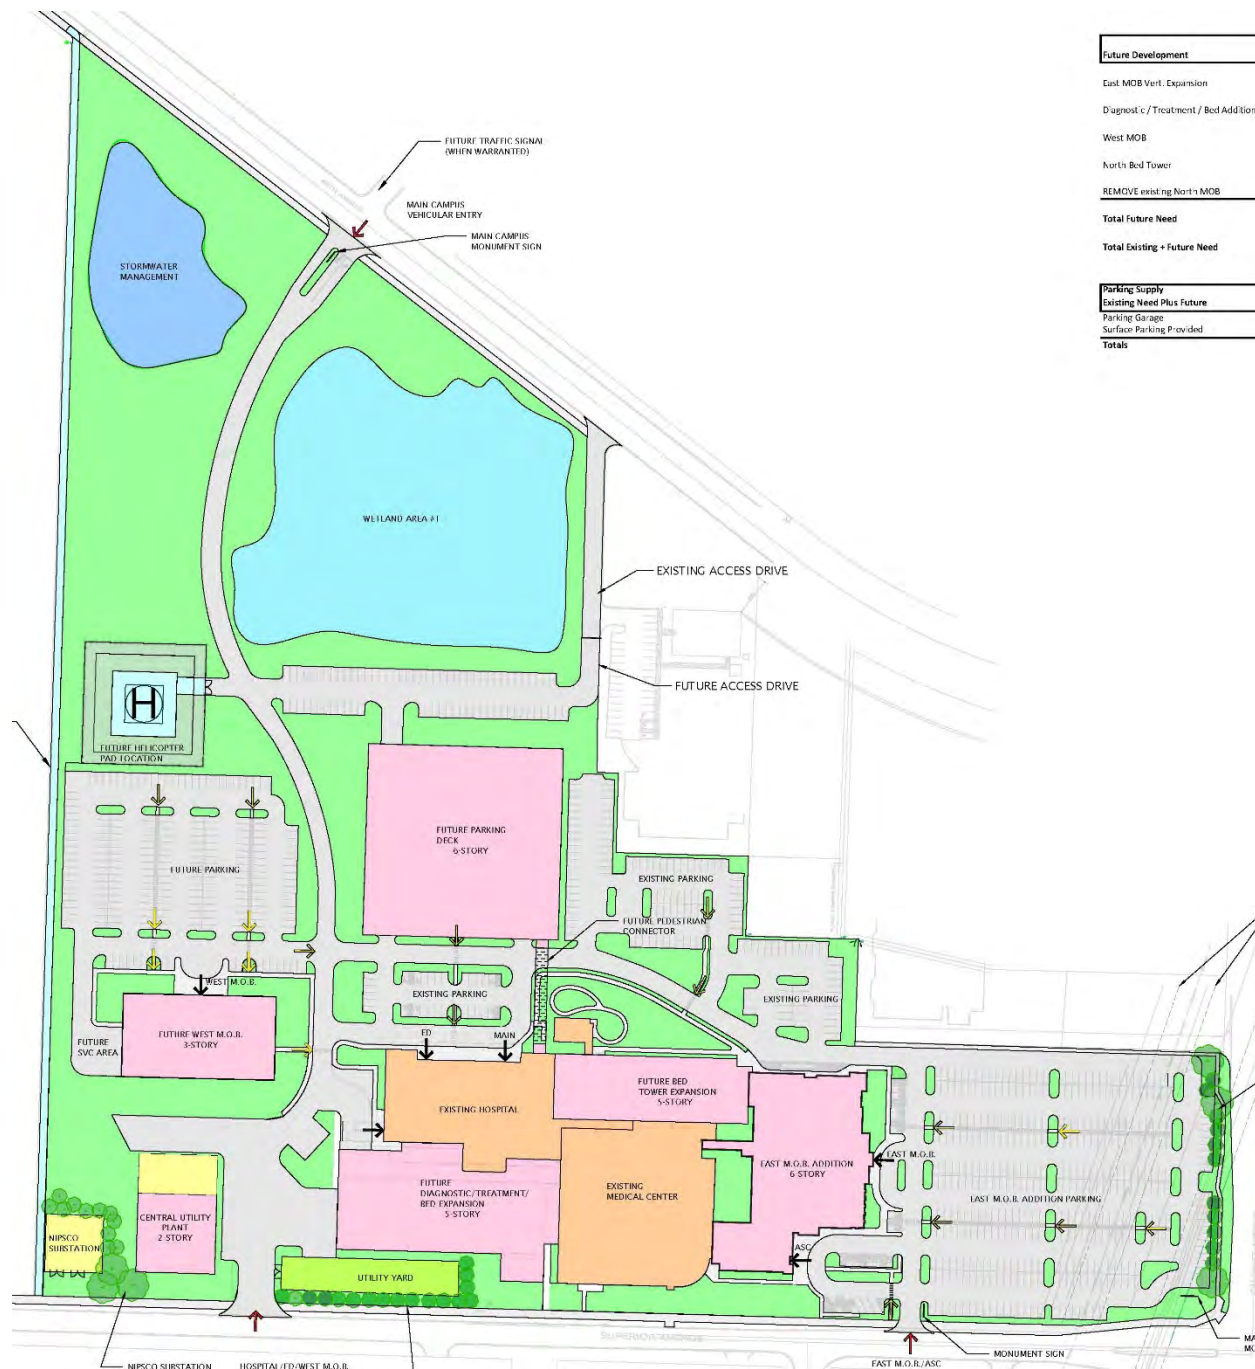 Future Development
East MOB Vert. Expansion
Diagnostic / Treatment / Bed Addition
West MOB
North Bed Tower
REMOVE existing North MOB
Total Future Need
Total Existing + Future Need
Parking Supply
Existing Need Plus Future
Parking Garage
Surface Parking Provided
Totals
FUTURE TRAFFIC SIGNAL
(WHEN WARRANTED)
MAIN CAMPUS
VEHICULAR ENTRY
MAIN CAMPUS
MONUMENT SIGN
STORMWATER
MANAGEMENT
WETLAND AREA #1
EXISTING ACCESS DRIVE
FUTURE ACCESS DRIVE
H
FUTURE HELICOPTER
PAD LOCATION
FUTURE PARKING
DECK
6-STORY
FUTURE PARKING
EXISTING PARKING
FUTURE PEDESTRIAN
CONNECTOR
WEST M.O.B.
EXISTING PARKING
EXISTING PARKING
FUTURE WEST M.O.B.
3-STORY
FUTURE
SVC AREA
ED
MAIN
FUTURE BED
TOWER EXPANSION
5-STORY
EXISTING HOSPITAL
EAST M.O.B.
EAST M.O.B. ADDITION
6-STORY
FUTURE
DIAGNOSTIC/TREATMENT/
BED EXPANSION
5-STORY
EXISTING
MEDICAL CENTER
EAST M.O.B. ADDITION PARKING
CENTRAL UTILITY
PLANT
2-STORY
NIPSCO
SUBSTATION
ASC
UTILITY YARD
SUPERIOR AVENUE
MONUMENT SIGN
MA
M
NIPSCO SUBSTATION
HOSPITAL/ED/WEST M.O.B.
EAST M.O.B./ASC